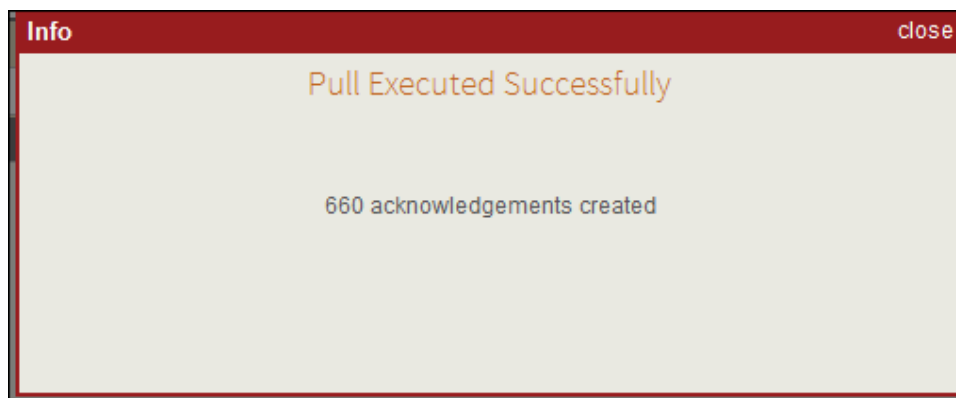 Info
close
Pull Executed Successfully
660 acknowledgements created